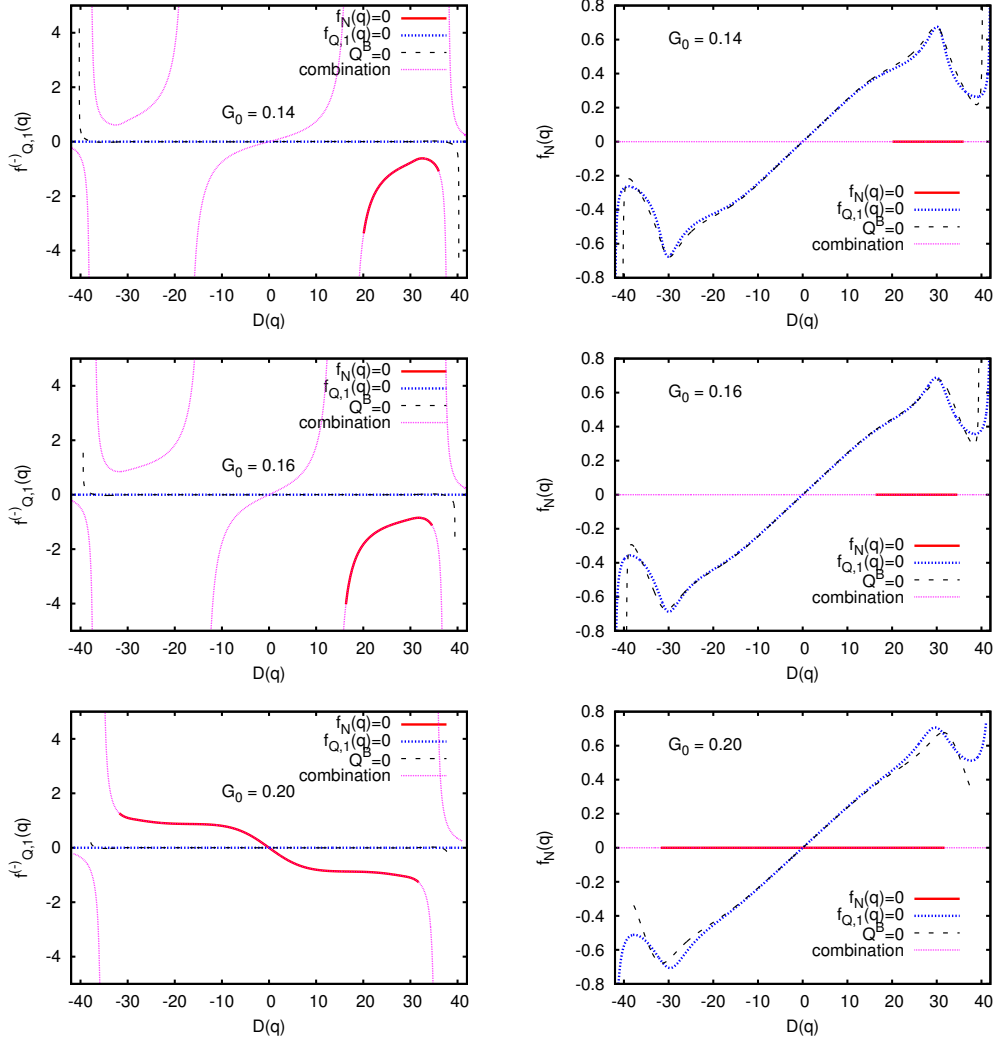 f_N(q)=0
f_{Q,1}(q)=0
Q^B=0
combination
G_0 = 0.14
4
2
0
-2
-4
f^{(-)}_{Q,1}(q)
-40 -30 -20 -10 0 10 20 30 40
D(q)
0.8
0.6
0.4
0.2
0
-0.2
-0.4
-0.6
-0.8
f_N(q)
G_0 = 0.14
f_N(q)=0
f_{Q,1}(q)=0
Q^B=0
combination
-40 -30 -20 -10 0 10 20 30 40
D(q)
f_N(q)=0
f_{Q,1}(q)=0
Q^B=0
combination
G_0 = 0.16
4
2
0
-2
-4
f^{(-)}_{Q,1}(q)
-40 -30 -20 -10 0 10 20 30 40
D(q)
0.8
0.6
0.4
0.2
0
-0.2
-0.4
-0.6
-0.8
f_N(q)
G_0 = 0.16
f_N(q)=0
f_{Q,1}(q)=0
Q^B=0
combination
-40 -30 -20 -10 0 10 20 30 40
D(q)
f_N(q)=0
f_{Q,1}(q)=0
Q^B=0
combination
G_0 = 0.20
4
2
0
-2
-4
f^{(-)}_{Q,1}(q)
-40 -30 -20 -10 0 10 20 30 40
D(q)
0.8
0.6
0.4
0.2
0
-0.2
-0.4
-0.6
-0.8
f_N(q)
G_0 = 0.20
f_N(q)=0
f_{Q,1}(q)=0
Q^B=0
combination
-40 -30 -20 -10 0 10 20 30 40
D(q)